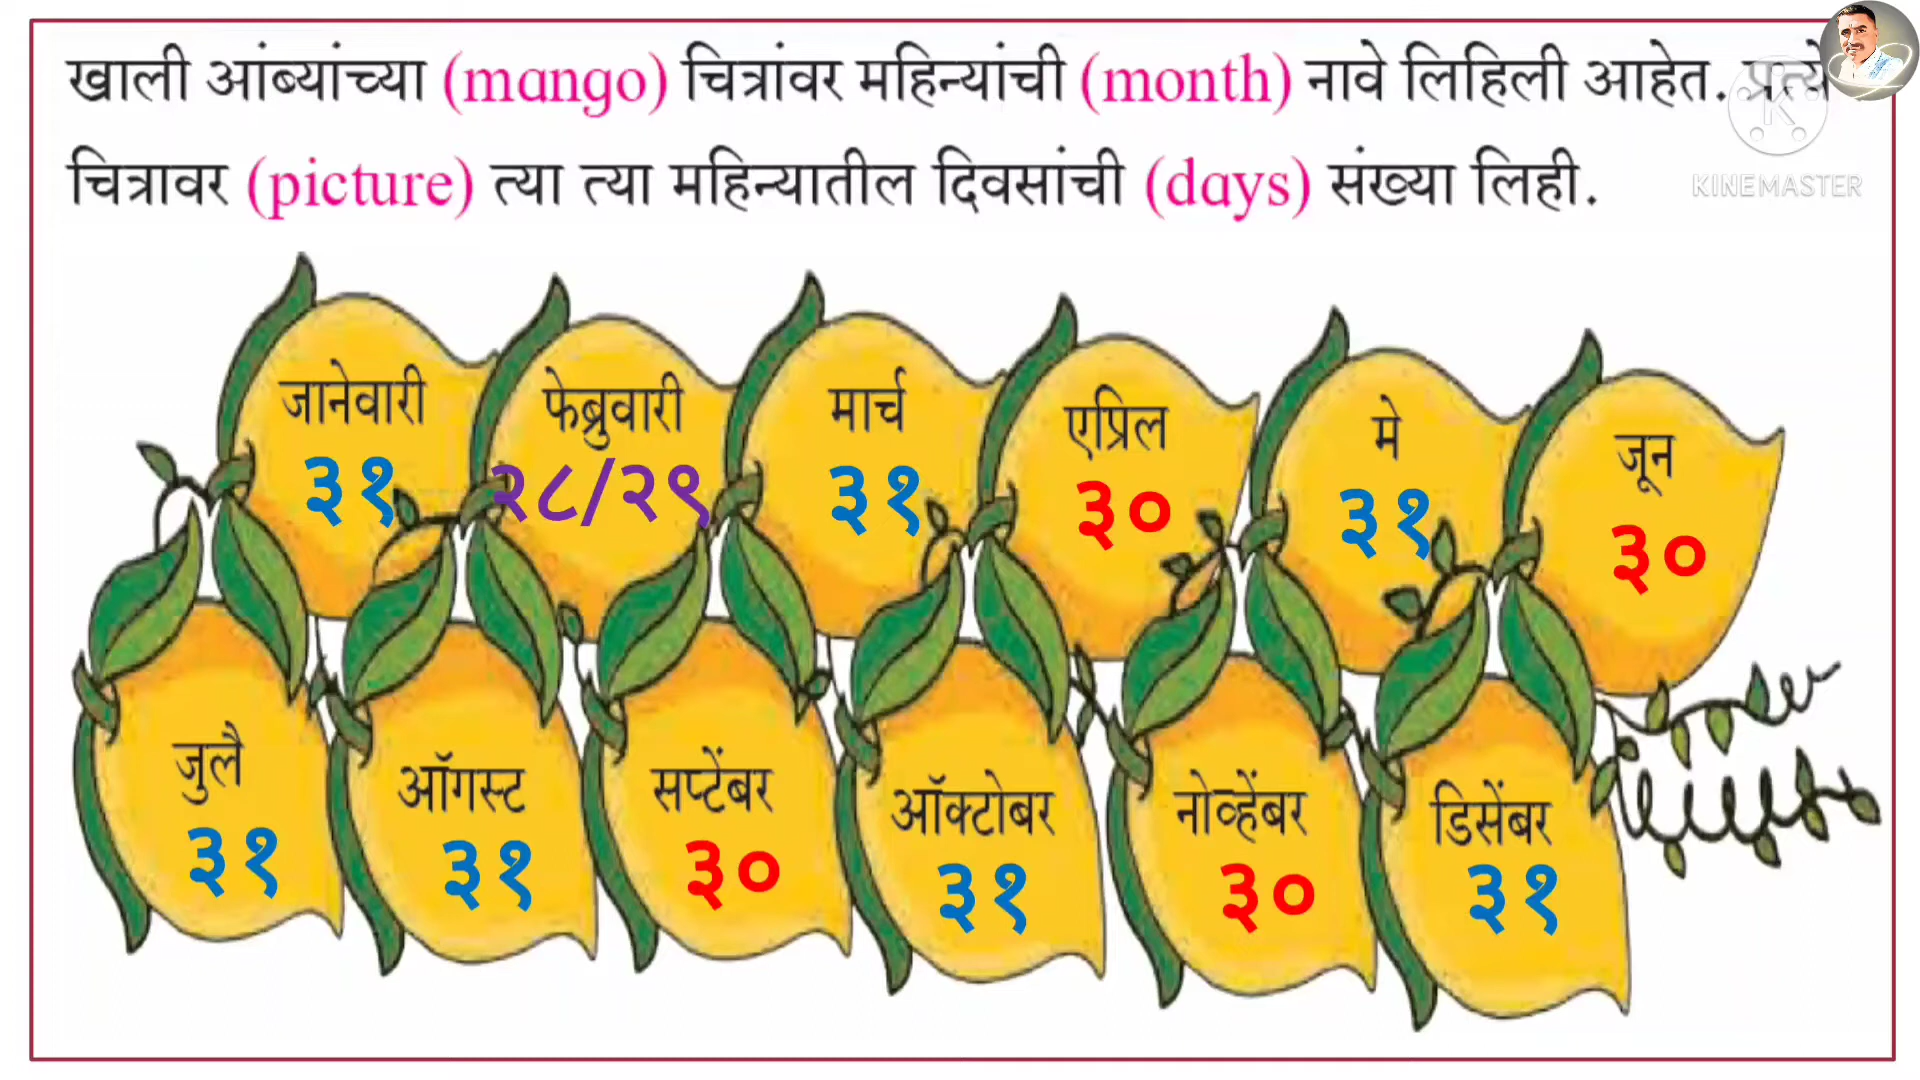 खाली आंब्यांच्या (mango) चित्रांवर महिन्यांची (month) नावे लिहिली आहेत.
चित्रावर (picture) त्या त्या महिन्यातील दिवसांची (days) संख्या लिही.
KINEMASTER
जानेवारी
३१
फेब्रुवारी
२८/२९
मार्च
३१
एप्रिल
३०
मे
३१
जून
३०
जुलै
३१
ऑगस्ट
३१
सप्टेंबर
३०
ऑक्टोबर
३१
नोव्हेंबर
३०
डिसेंबर
३१